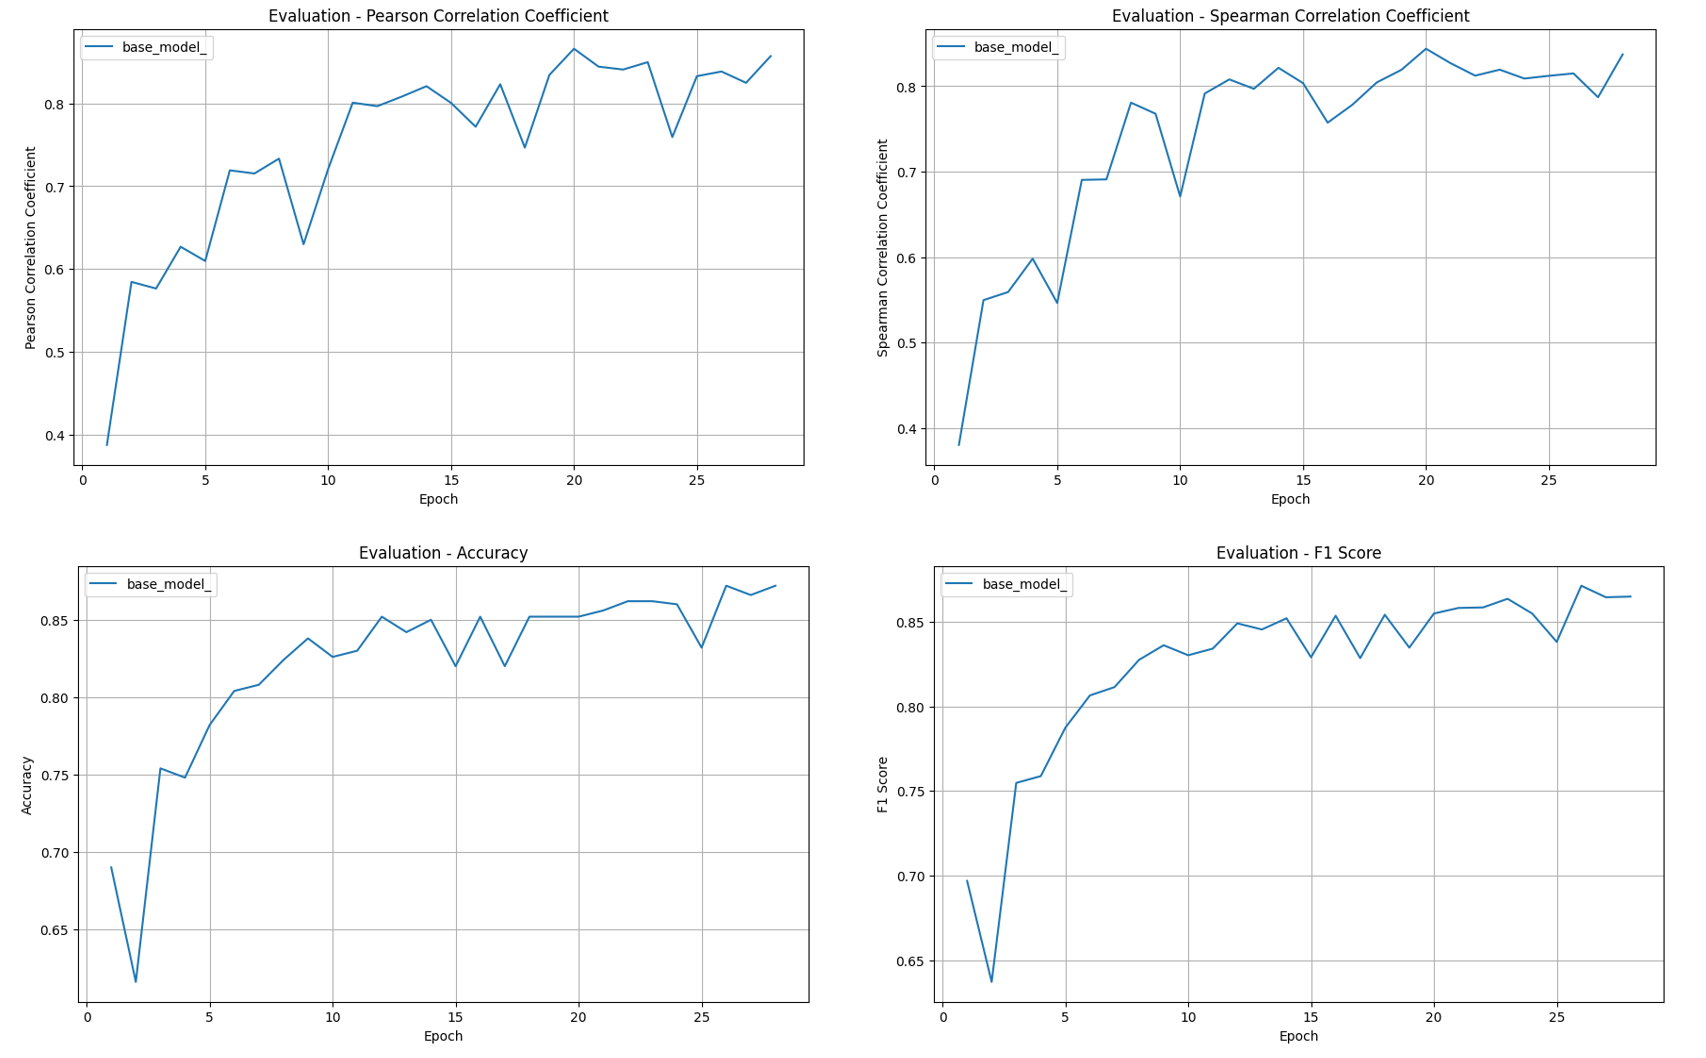 Evaluation - Pearson Correlation Coefficient
base_model_
Pearson Correlation Coefficient
0.8
0.7
0.6
0.5
0.4
0 5 10 15 20 25
Epoch
Evaluation - Spearman Correlation Coefficient
base_model_
Spearman Correlation Coefficient
0.8
0.7
0.6
0.5
0.4
0 5 10 15 20 25
Epoch
Evaluation - Accuracy
base_model_
Accuracy
0.85
0.80
0.75
0.70
0.65
0 5 10 15 20 25
Epoch
Evaluation - F1 Score
base_model_
F1 Score
0.85
0.80
0.75
0.70
0.65
0 5 10 15 20 25
Epoch